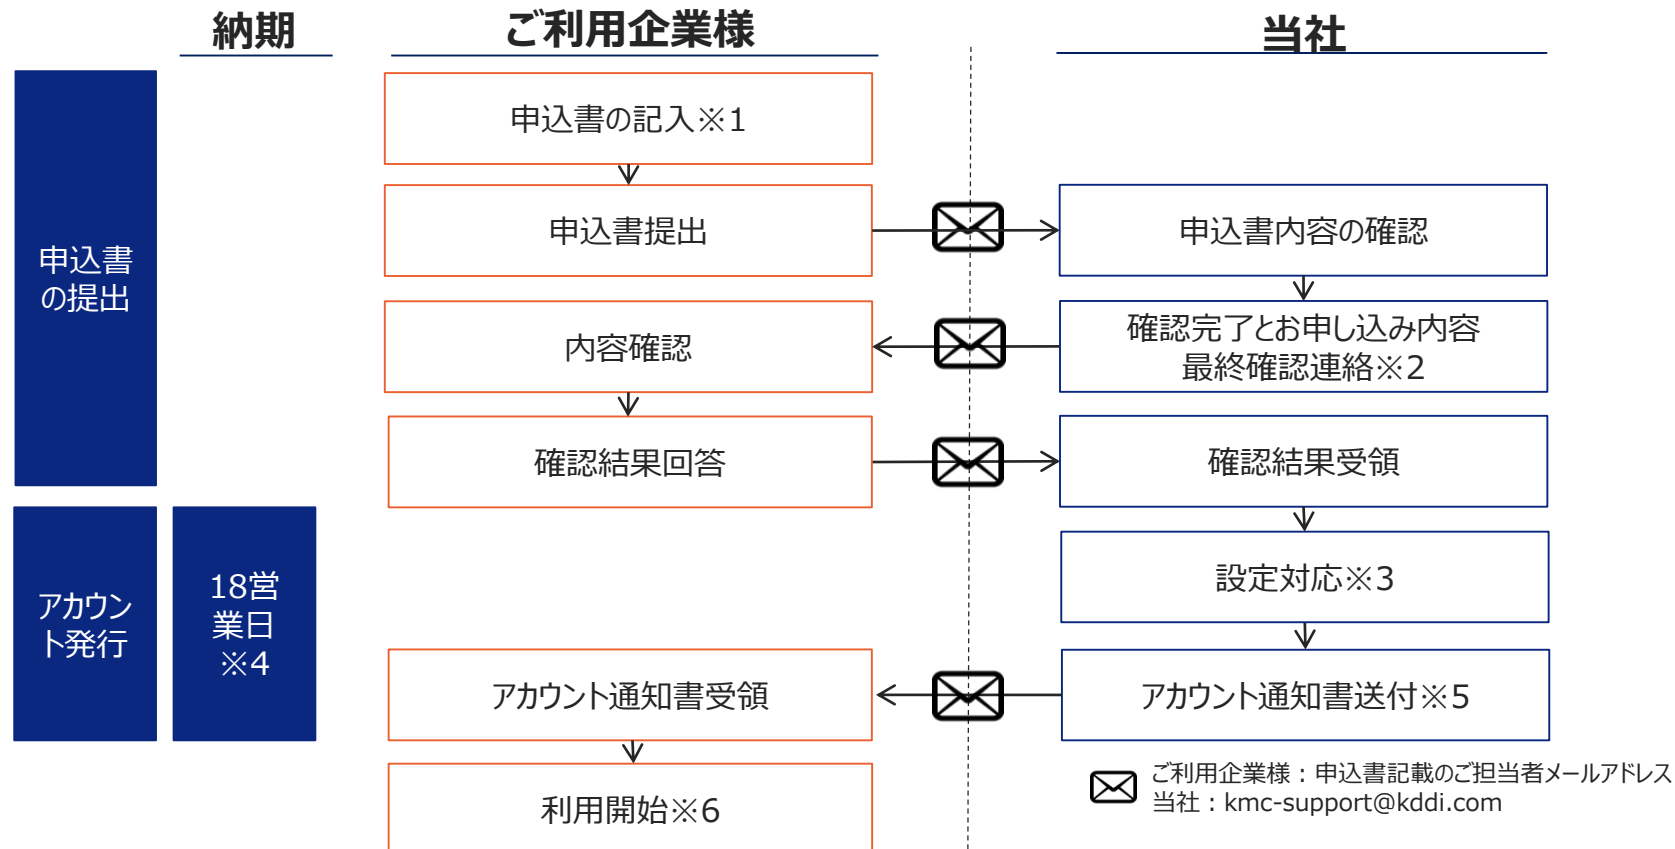 納期
ご利用企業様
当社
申込書
の提出
申込書の記入※1
申込書提出
申込書内容の確認
内容確認
確認完了とお申し込み内容
最終確認連絡※2
確認結果回答
確認結果受領
アカウン
ト発行
18営
業日
※4
設定対応※3
アカウント通知書受領
アカウント通知書送付※5
利用開始※6
ご利用企業様：申込書記載のご担当者メールアドレス
当社：kmc-support@kddi.com